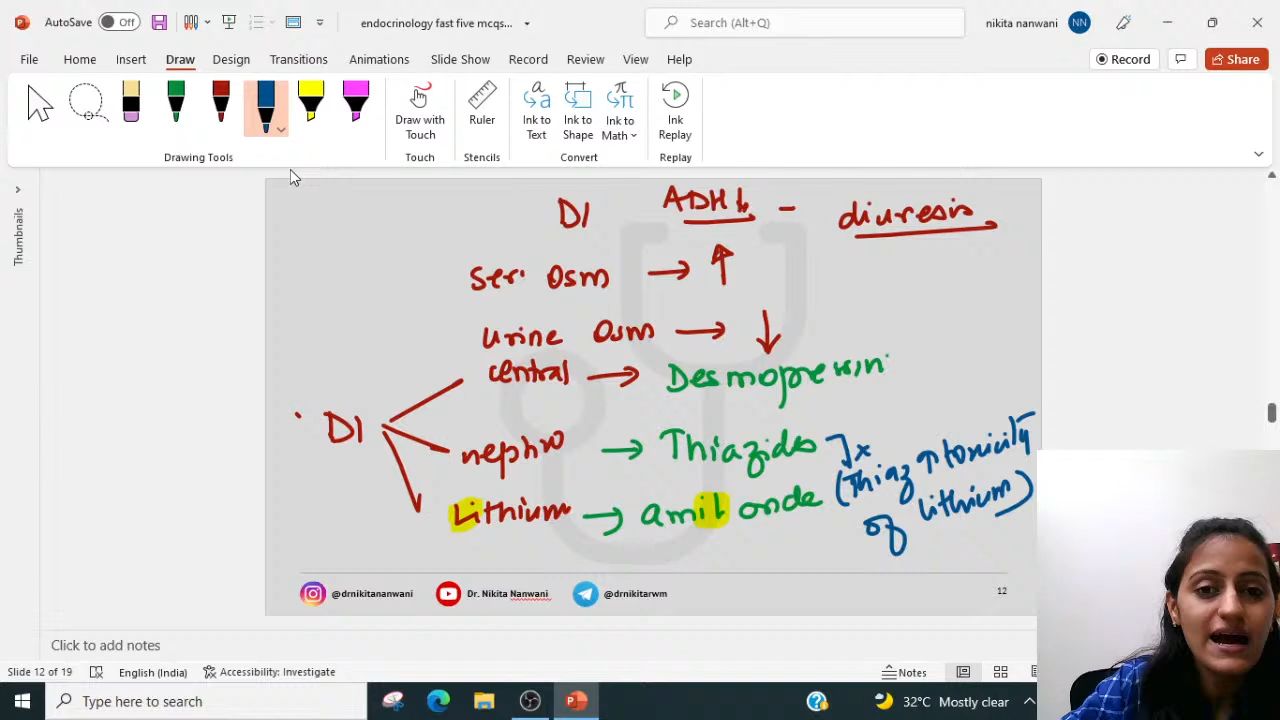 AutoSave Off endocrinology fast five mcqs... Search (Alt+Q) nikita nanwani NN
File Home Insert Draw Design Transitions Animations Slide Show Record Review View Help Record Share
Draw with Touch
Ruler
Ink to Text
Ink to Shape
Ink to Math
Ink Replay
Drawing Tools Touch Stencils Convert Replay
Thumbnails
DI ADH↓ - diuresis
Ser. Osm → ↑
Urine Osm → ↓
central → Desmopressin
DI
nephro → Thiazides ]x
Lithium → amiloride
(Thiaz ↑ toxicity
of lithium)
@drnikitananwani Dr. Nikita Nanwani @drnikitarwm 12
Click to add notes
Slide 12 of 19 English (India) Accessibility: Investigate Notes
Type here to search 32°C Mostly clear